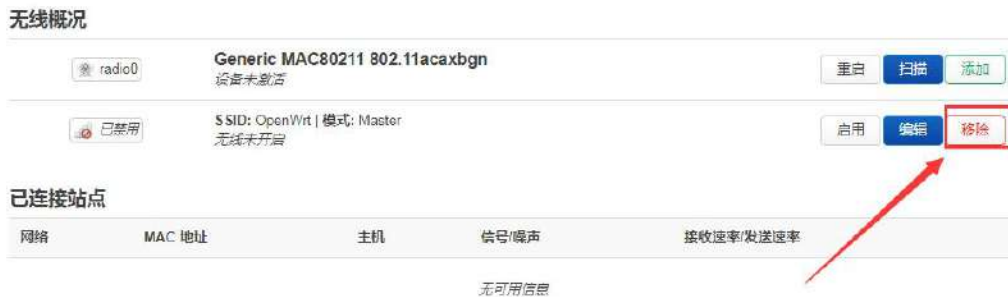 无线概况
radio0
Generic MAC80211 802.11acaxbgn
设备未激活
重启 扫描 添加
已禁用
SSID: OpenWrt | 模式: Master
无线未开启
启用 编辑 移除
已连接站点
网络 MAC 地址 主机 信号/噪声 接收速率/发送速率
无可用信息